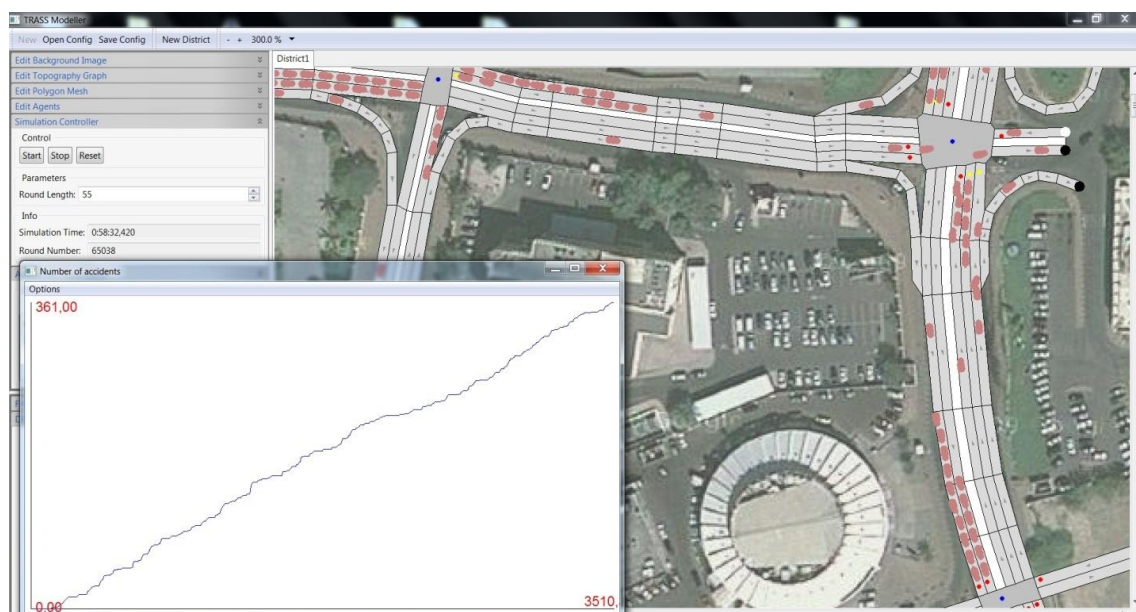 TRASS Modeller
New Open Config Save Config New District - + 300.0 %
Edit Background Image
Edit Topography Graph
Edit Polygon Mesh
Edit Agents
Simulation Controller
Control
Start Stop Reset
Parameters
Round Length: 55
Info
Simulation Time: 0:58:32,420
Round Number: 65038
District1
Number of accidents
Options
361,00
0,00
3510,